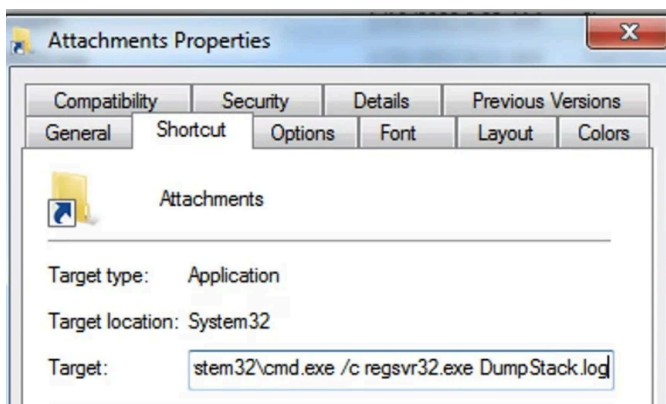 Attachments Properties
Compatibility Security Details Previous Versions
General Shortcut Options Font Layout Colors
Attachments
Target type: Application
Target location: System32
Target: stem32\cmd.exe /c regsvr32.exe DumpStack.log